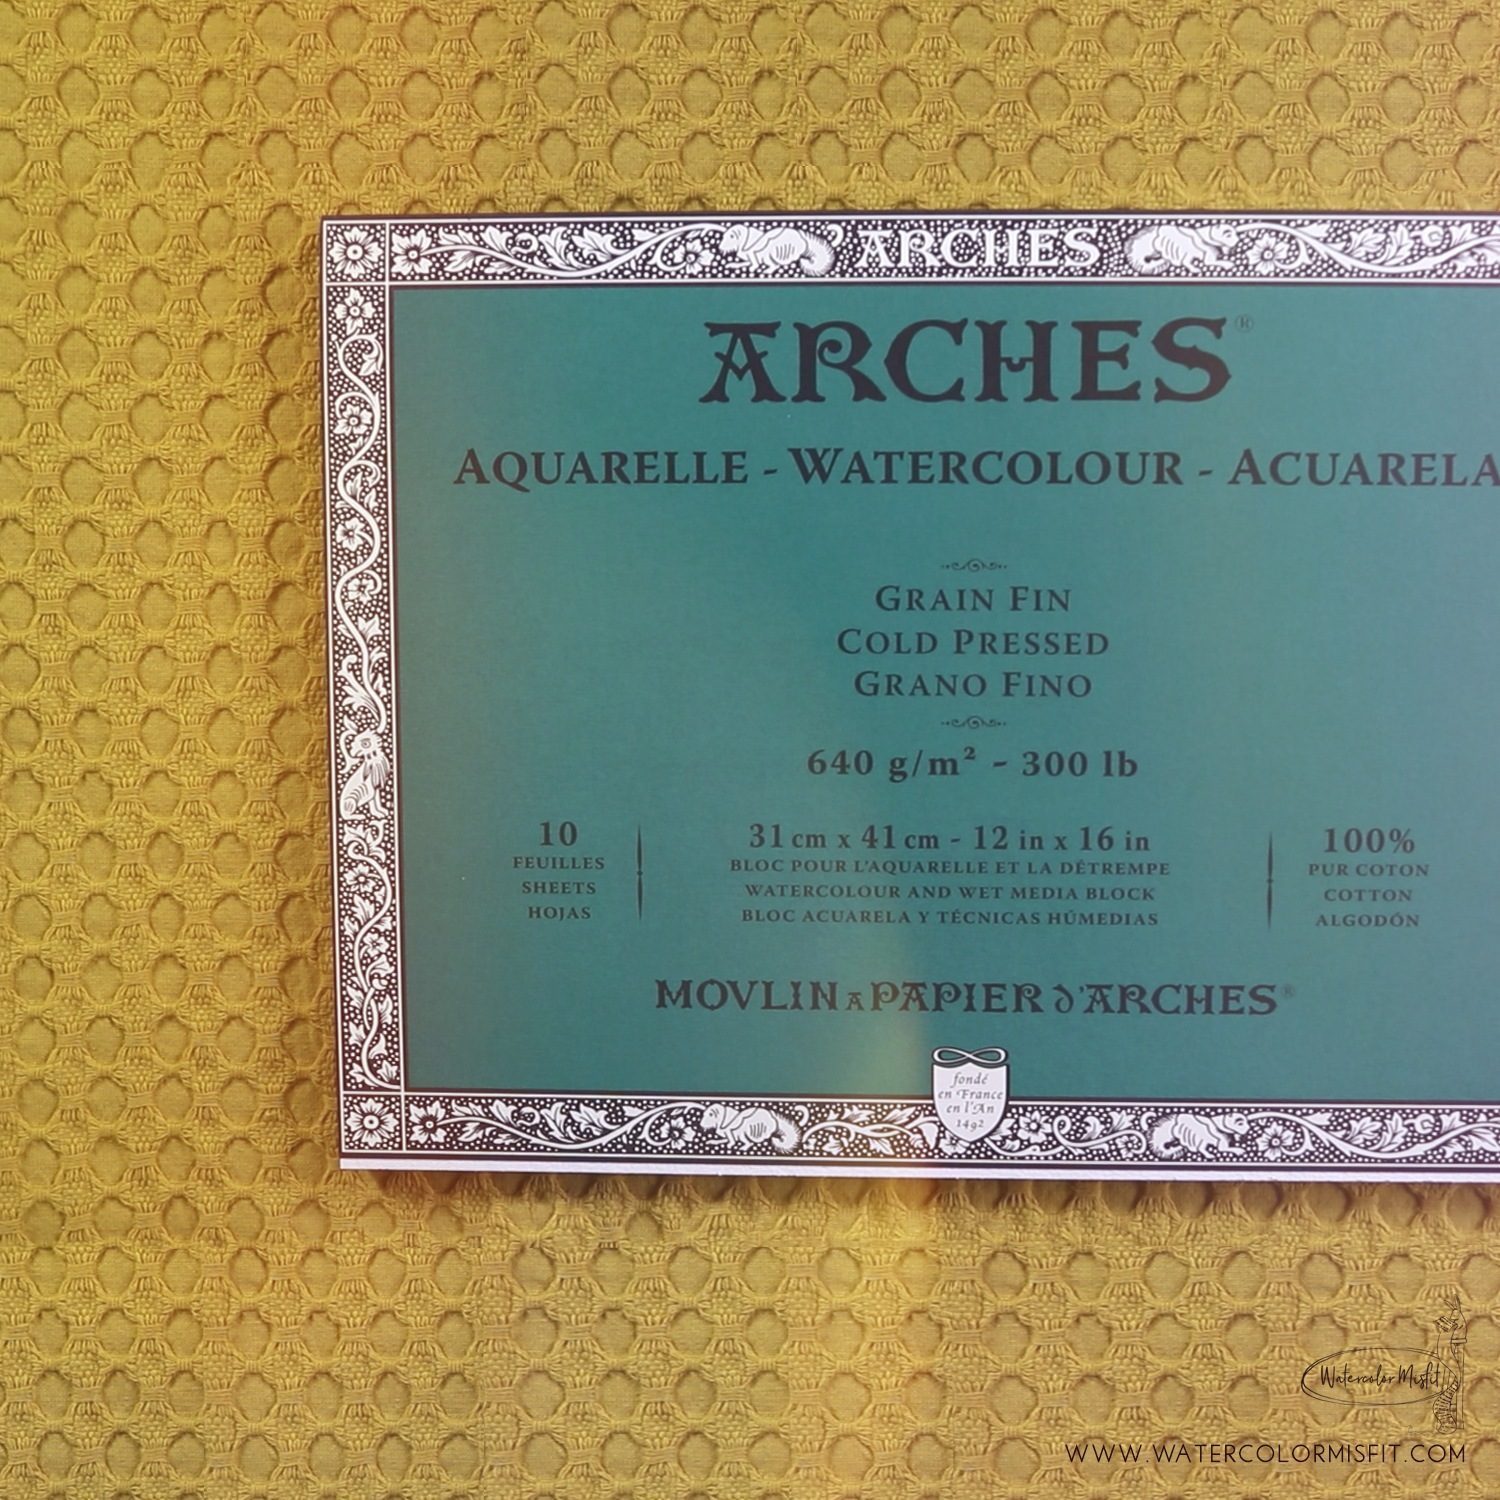 ARCHES
ARCHES®
AQUARELLE - WATERCOLOUR - ACUARELA
GRAIN FIN
COLD PRESSED
GRANO FINO
640 g/m² - 300 lb
10
FEUILLES
SHEETS
HOJAS
31 cm x 41 cm - 12 in x 16 in
BLOC POUR L'AQUARELLE ET LA DÉTREMPE
WATERCOLOUR AND WET MEDIA BLOCK
BLOC ACUARELA Y TÉCNICAS HÚMEDIAS
100%
PUR COTON
COTTON
ALGODÓN
MOVLIN A PAPIER D'ARCHES®
fondé
en France
en l'An
1492
Watercolor Misfit
WWW.WATERCOLORMISFIT.COM